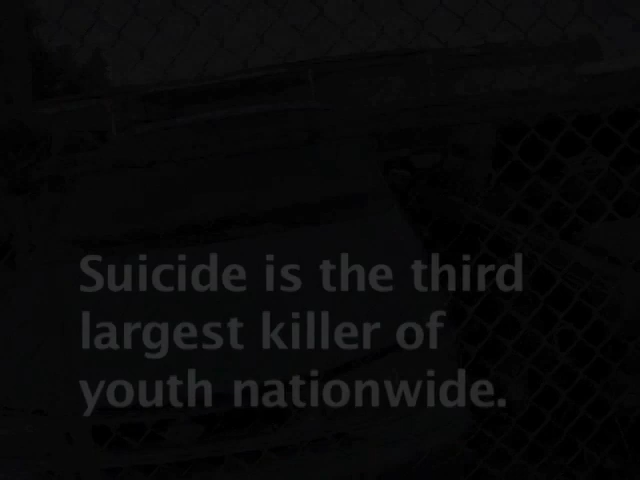 Suicide is the third
largest killer of
youth nationwide.